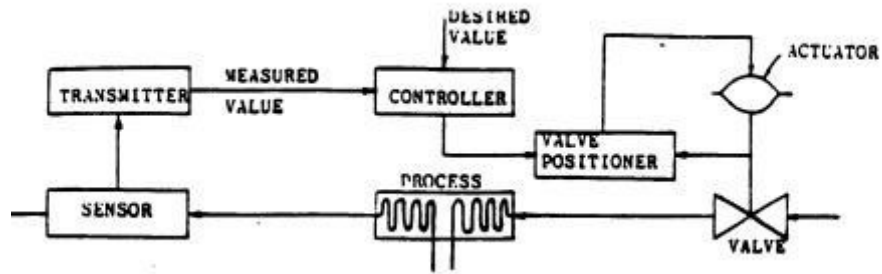 DESIRED
VALUE
ACTUATOR
MEASURED
VALUE
TRANSMITTER
CONTROLLER
VALVE
POSITIONER
PROCESS
SENSOR
VALVE